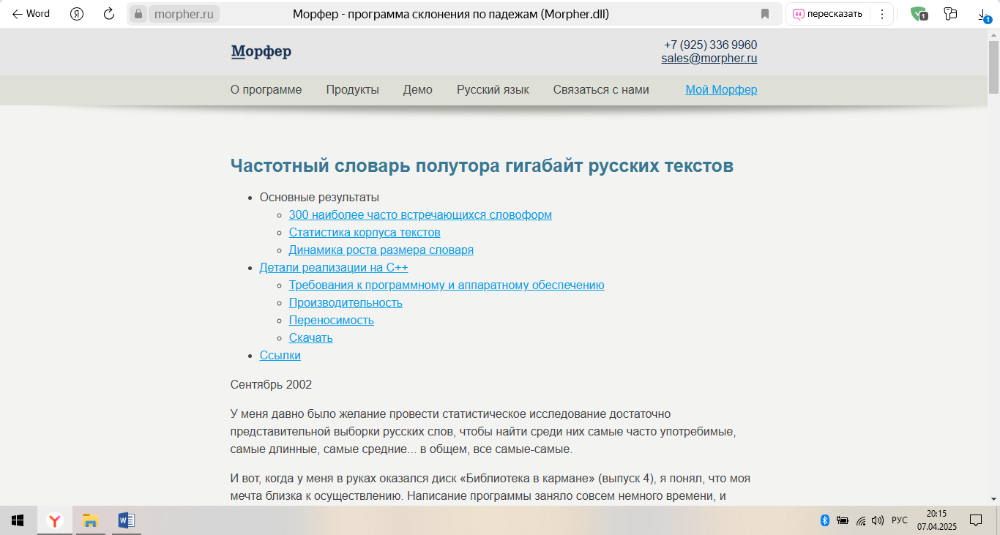 Word
Я
morpher.ru
Морфер - программа склонения по падежам (Morpher.dll)
пересказать
1
1
Морфер
+7 (925) 336 9960
sales@morpher.ru
О программе Продукты Демо Русский язык Связаться с нами Мой Морфер
Частотный словарь полутора гигабайт русских текстов
Основные результаты
300 наиболее часто встречающихся словоформ
Статистика корпуса текстов
Динамика роста размера словаря
Детали реализации на C++
Требования к программному и аппаратному обеспечению
Производительность
Переносимость
Скачать
Ссылки
Сентябрь 2002
У меня давно было желание провести статистическое исследование достаточно
представительной выборки русских слов, чтобы найти среди них самые часто употребимые,
самые длинные, самые средние... в общем, все самые-самые.
И вот, когда у меня в руках оказался диск «Библиотека в кармане» (выпуск 4), я понял, что моя
мечта близка к осуществлению. Написание программы заняло совсем немного времени, и
Y
W
РУС
20:15
07.04.2025